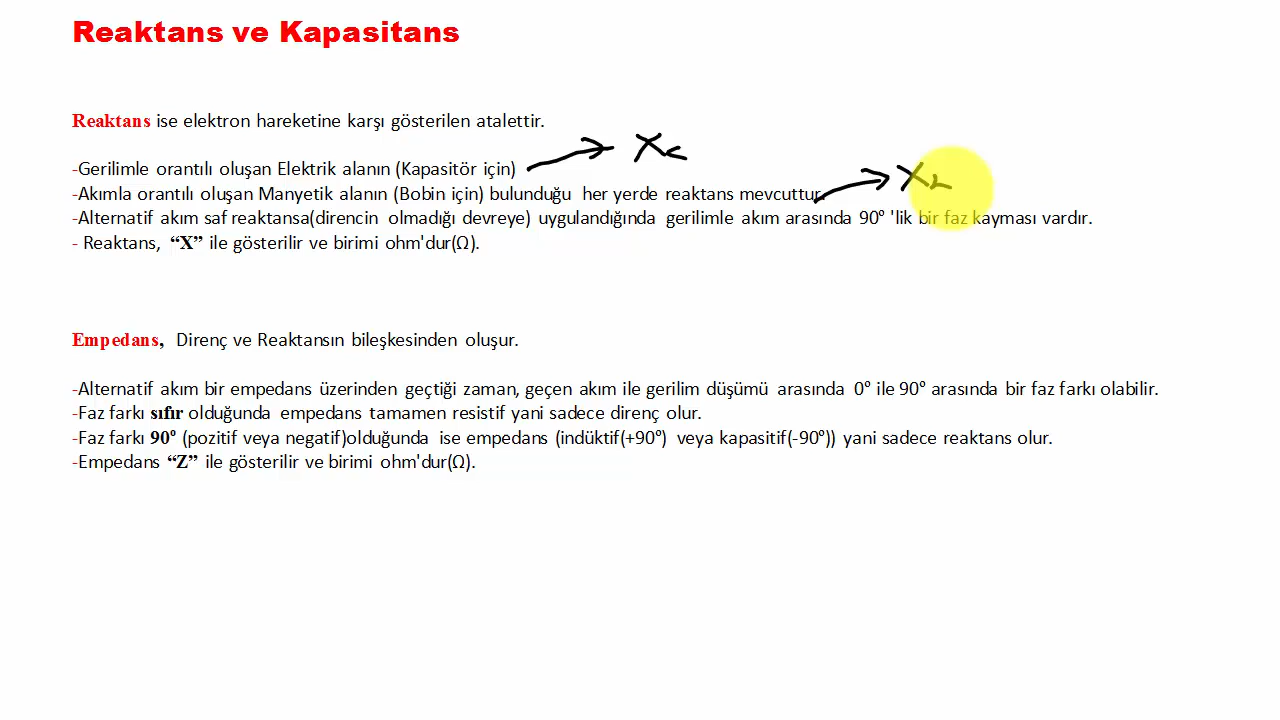 Reaktans ve Kapasitans
Reaktans ise elektron hareketine karşı gösterilen atalettir.
-Gerilimle orantılı oluşan Elektrik alanın (Kapasitör için) Xc
-Akımla orantılı oluşan Manyetik alanın (Bobin için) bulunduğu her yerde reaktans mevcuttur. XL
-Alternatif akım saf reaktansa(direncin olmadığı devreye) uygulandığında gerilimle akım arasında 90º 'lik bir faz kayması vardır.
- Reaktans, “X” ile gösterilir ve birimi ohm'dur(Ω).
Empedans, Direnç ve Reaktansın bileşkesinden oluşur.
-Alternatif akım bir empedans üzerinden geçtiği zaman, geçen akım ile gerilim düşümü arasında 0º ile 90º arasında bir faz farkı olabilir.
-Faz farkı sıfır olduğunda empedans tamamen resistif yani sadece direnç olur.
-Faz farkı 90º (pozitif veya negatif)olduğunda ise empedans (indüktif(+90º) veya kapasitif(-90º)) yani sadece reaktans olur.
-Empedans “Z” ile gösterilir ve birimi ohm'dur(Ω).